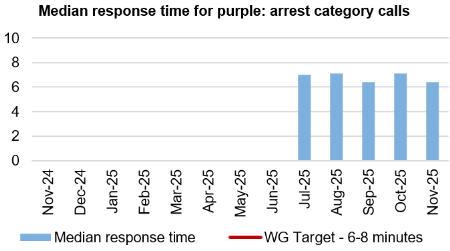 Median response time for purple: arrest category calls
10
8
6
4
2
0
Nov-24
Dec-24
Jan-25
Feb-25
Mar-25
Apr-25
May-25
Jun-25
Jul-25
Aug-25
Sep-25
Oct-25
Nov-25
Median response time
WG Target - 6-8 minutes